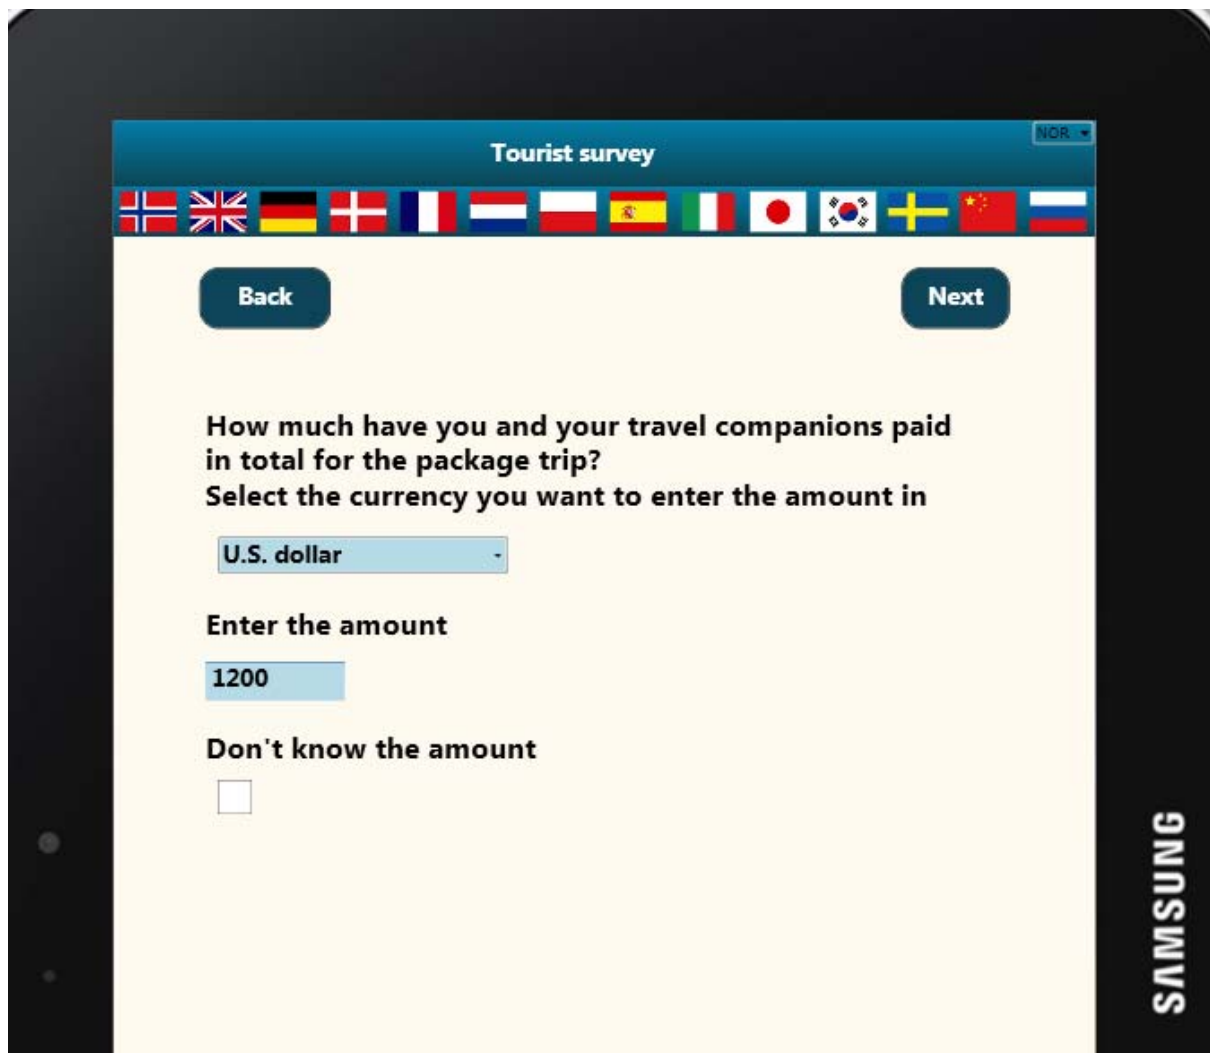 Tourist survey
NOR
Back
Next
How much have you and your travel companions paid
in total for the package trip?
Select the currency you want to enter the amount in
U.S. dollar
Enter the amount
1200
Don't know the amount
SAMSUNG